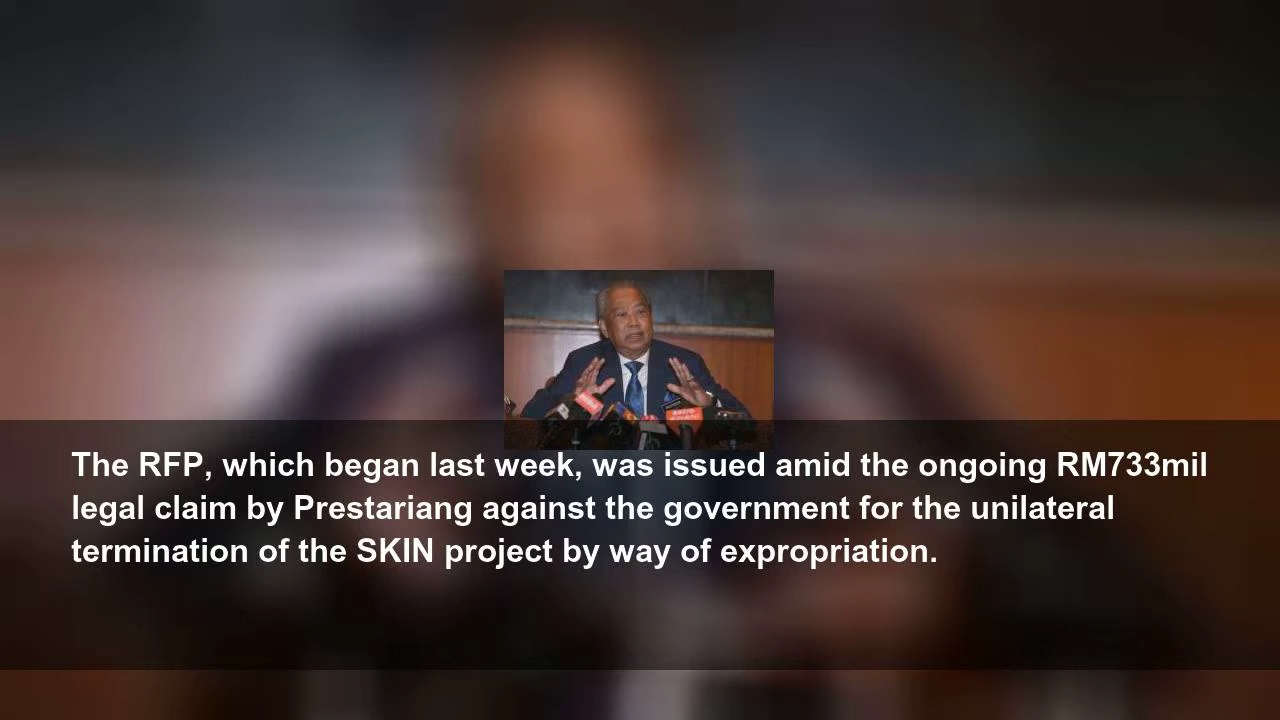 The RFP, which began last week, was issued amid the ongoing RM733mil
legal claim by Prestariang against the government for the unilateral
termination of the SKIN project by way of expropriation.